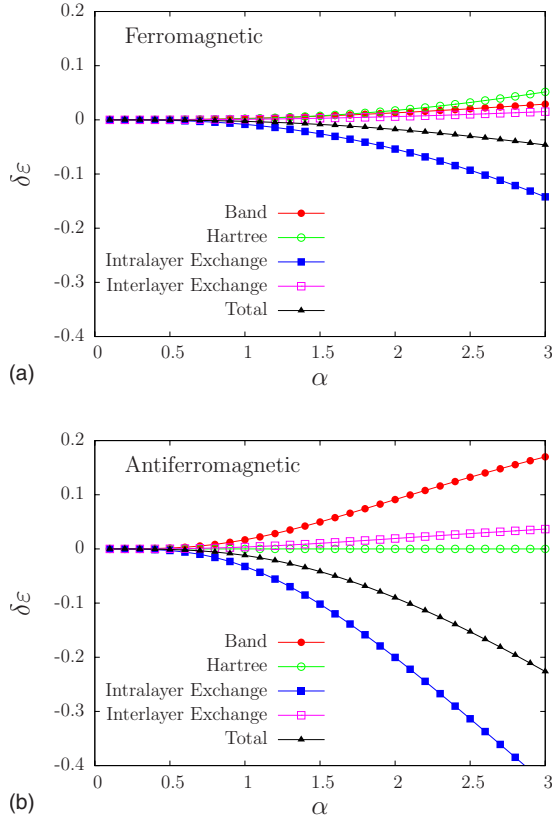 Ferromagnetic
0.2
0.1
0
-0.1
-0.2
-0.3
-0.4
δε
Band
Hartree
Intralayer Exchange
Interlayer Exchange
Total
0 0.5 1 1.5 2 2.5 3
(a)
α
Antiferromagnetic
0.2
0.1
0
-0.1
-0.2
-0.3
-0.4
δε
Band
Hartree
Intralayer Exchange
Interlayer Exchange
Total
0 0.5 1 1.5 2 2.5 3
(b)
α